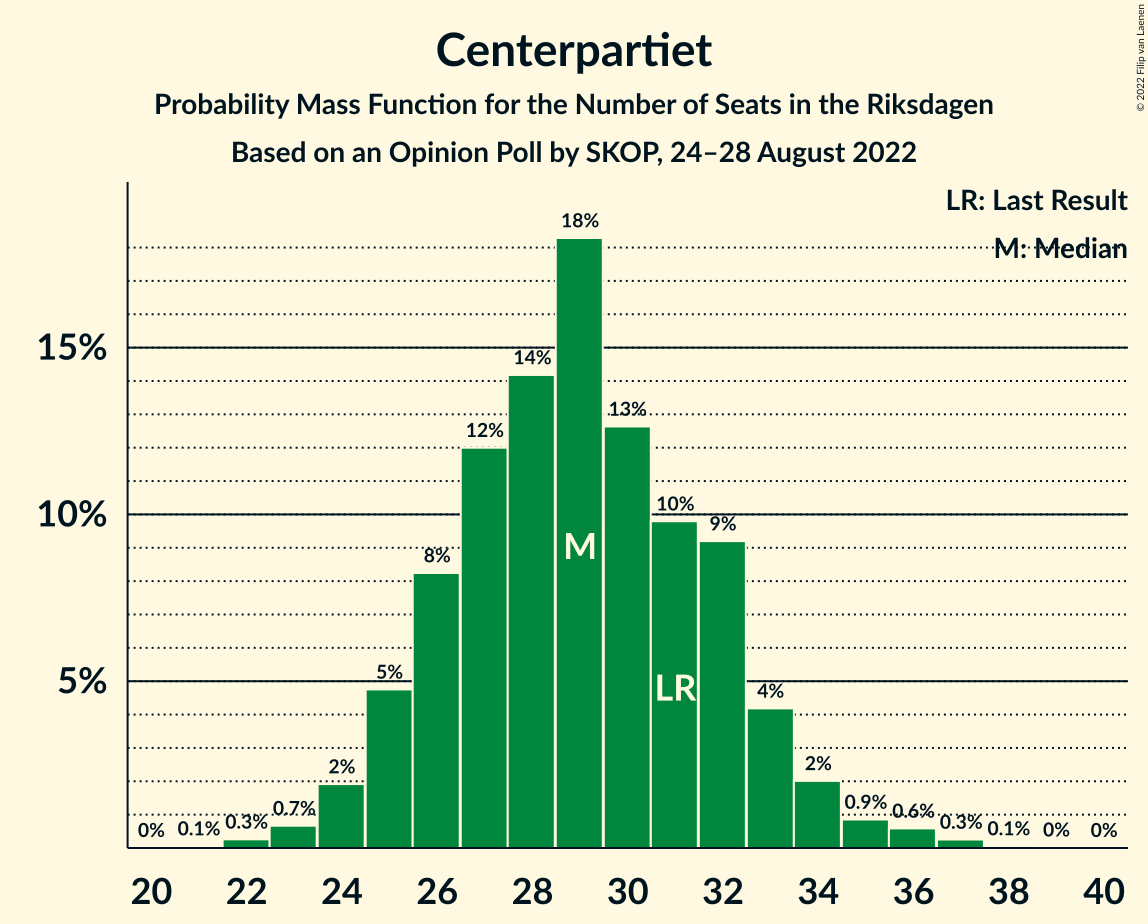 Centerpartiet
Probability Mass Function for the Number of Seats in the Riksdagen
Based on an Opinion Poll by SKOP, 24–28 August 2022
© 2022 Filip van Laenen
LR: Last Result
M: Median
15%
10%
5%
0% 0.1% 0.3% 0.7% 2% 5% 8% 12% 14% 18% 13% 10% 9% 4% 2% 0.9% 0.6% 0.3% 0.1% 0% 0%
M
LR
20 22 24 26 28 30 32 34 36 38 40